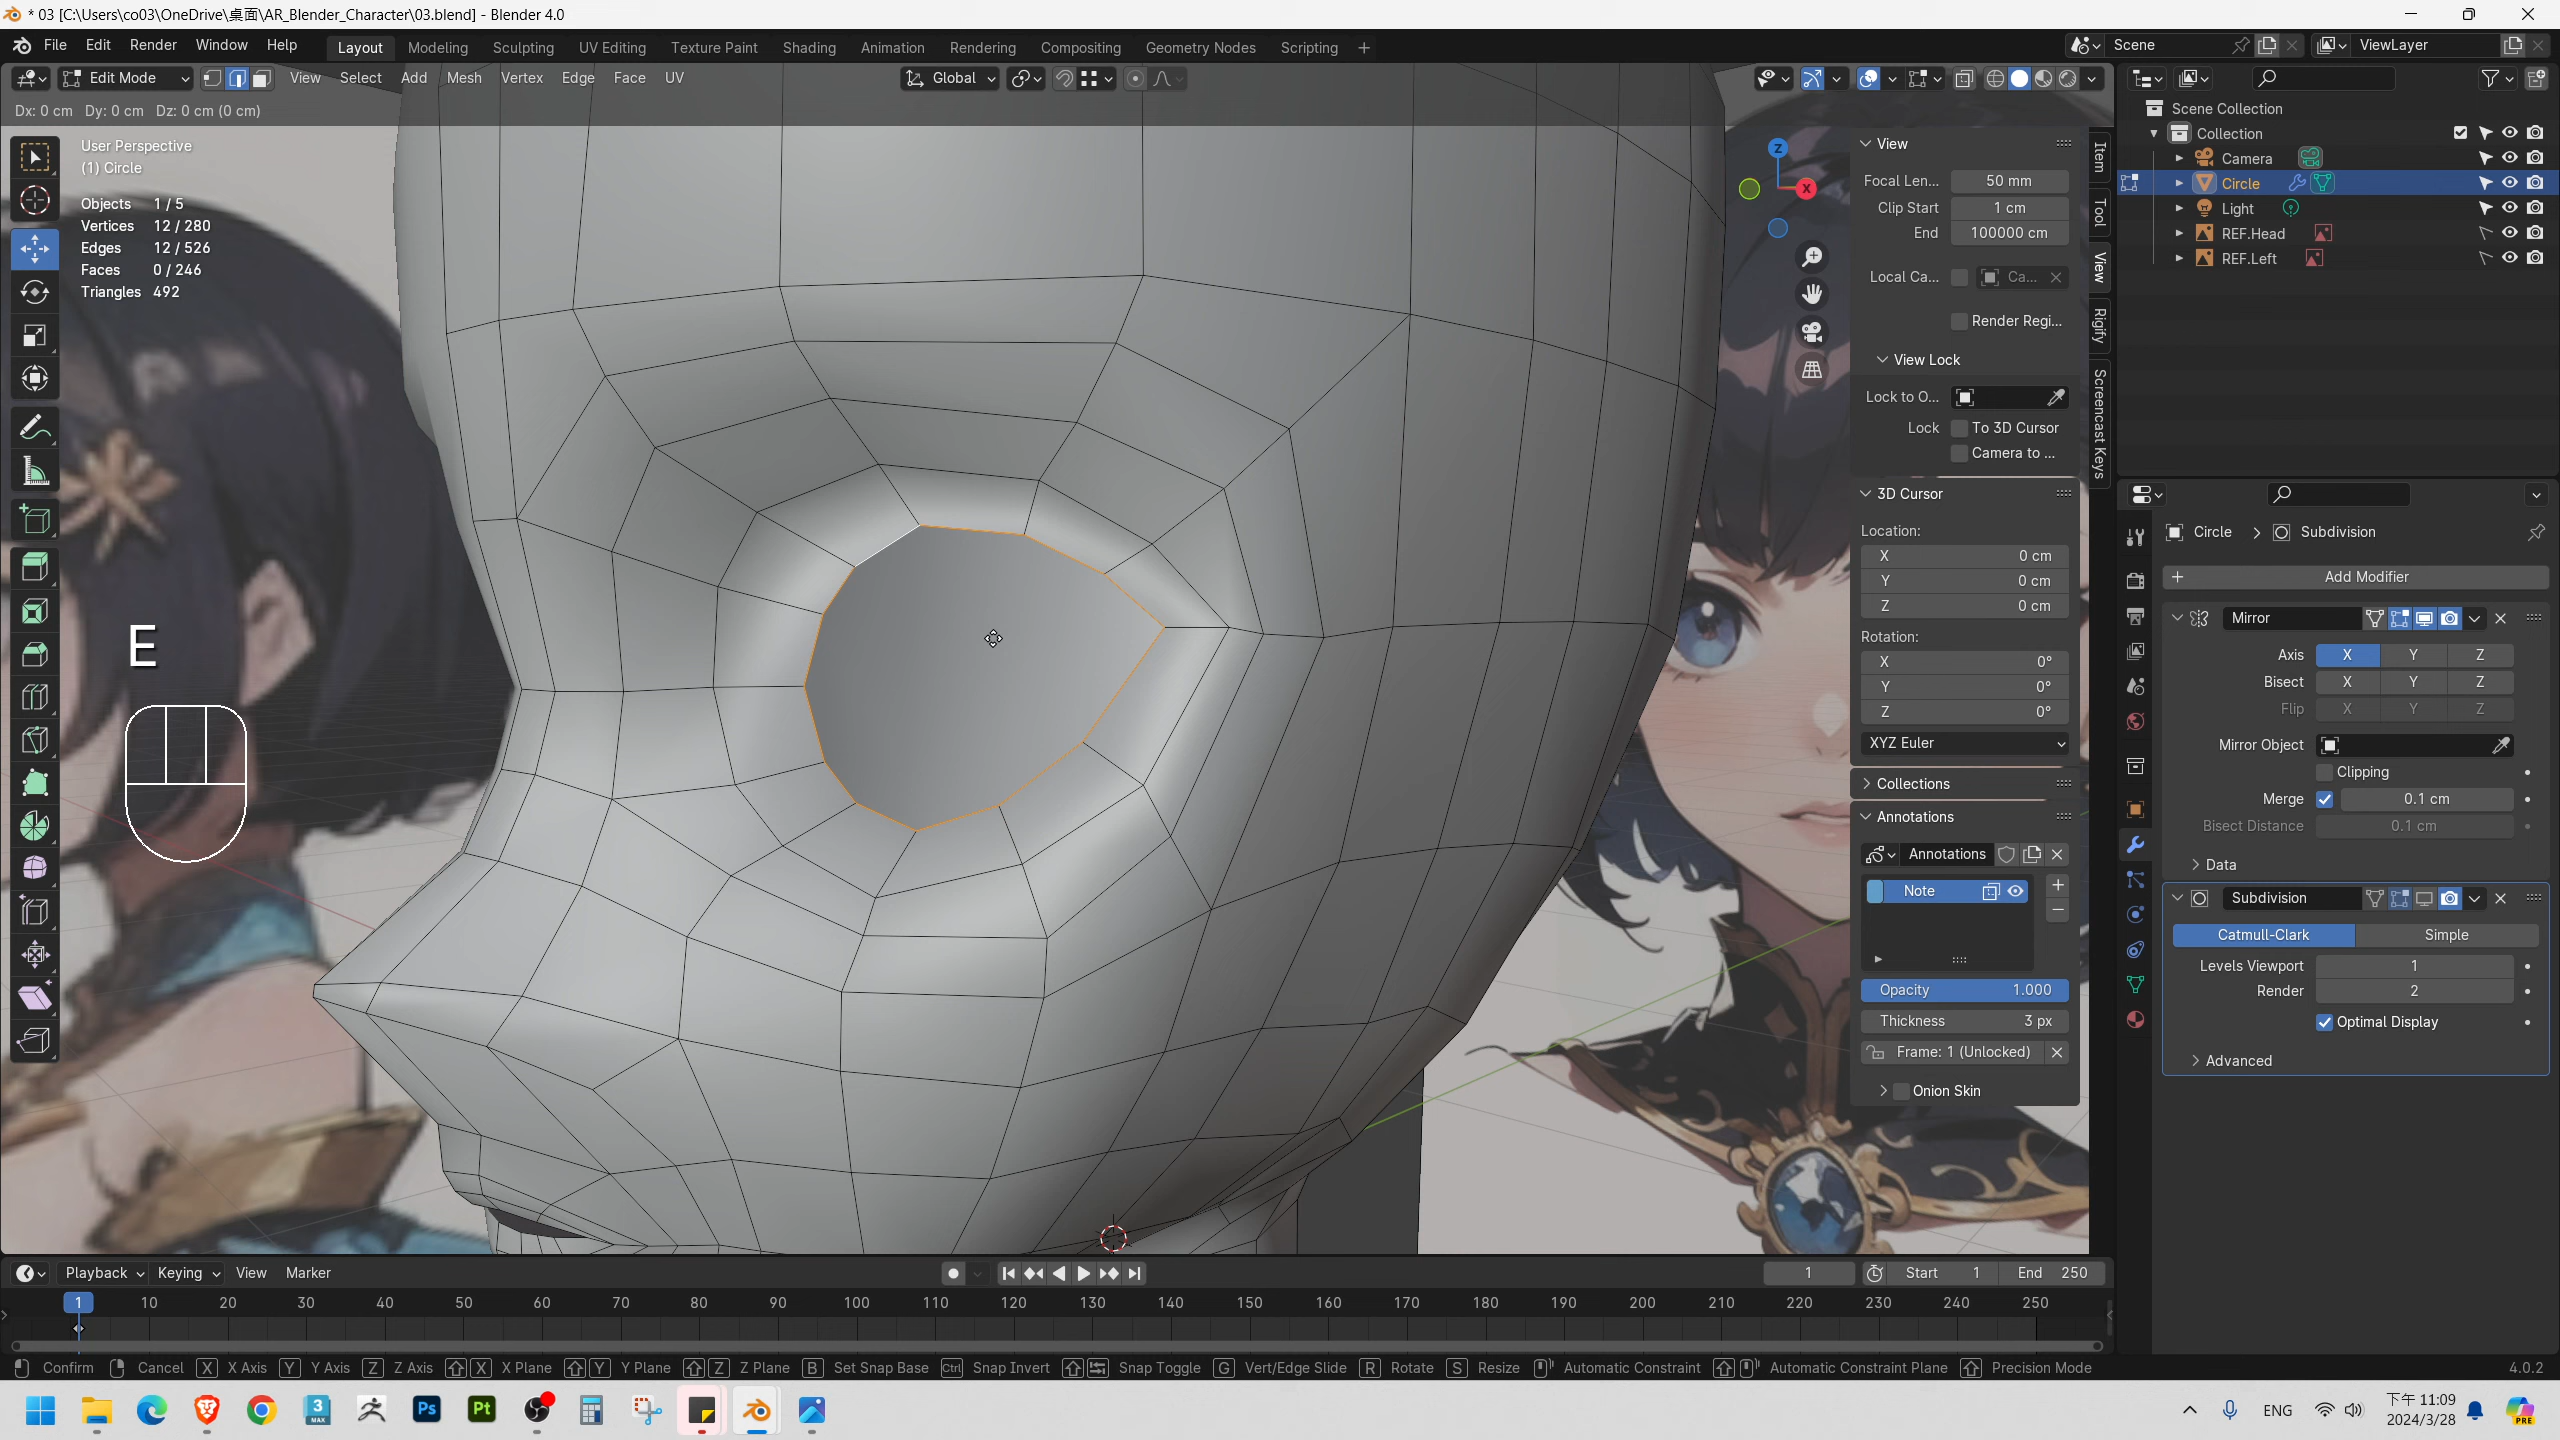 * 03 [C:\Users\co03\OneDrive\桌面\AR_Blender_Character\03.blend] - Blender 4.0
File Edit Render Window Help Layout Modeling Sculpting UV Editing Texture Paint Shading Animation Rendering Compositing Geometry Nodes Scripting + Scene ViewLayer
Edit Mode View Select Add Mesh Vertex Edge Face UV Global
Dx: 0 cm Dy: 0 cm Dz: 0 cm (0 cm)
User Perspective
(1) Circle
Objects 1 / 5
Vertices 12 / 280
Edges 12 / 526
Faces 0 / 246
Triangles 492
E
Z
X
View
Focal Len... 50 mm
Clip Start 1 cm
End 100000 cm
Local Ca... Ca...
Render Regi...
View Lock
Lock to O...
Lock To 3D Cursor
Camera to ...
3D Cursor
Location:
X 0 cm
Y 0 cm
Z 0 cm
Rotation:
X 0°
Y 0°
Z 0°
XYZ Euler
Collections
Annotations
Annotations
Note
Opacity 1.000
Thickness 3 px
Frame: 1 (Unlocked)
Onion Skin
Item
Tool
View
Rigify
Screencast Keys
Scene Collection
Collection
Camera
Circle
Light
REF.Head
REF.Left
Circle > Subdivision
+ Add Modifier
Mirror
Axis X Y Z
Bisect X Y Z
Flip X Y Z
Mirror Object
Clipping
Merge 0.1 cm
Bisect Distance 0.1 cm
Data
Subdivision
Catmull-Clark Simple
Levels Viewport 1
Render 2
Optimal Display
Advanced
Playback Keying View Marker 1 Start 1 End 250
1 10 20 30 40 50 60 70 80 90 100 110 120 130 140 150 160 170 180 190 200 210 220 230 240 250
Confirm Cancel X X Axis Y Y Axis Z Z Axis X X Plane Y Y Plane Z Z Plane B Set Snap Base Ctrl Snap Invert Snap Toggle G Vert/Edge Slide R Rotate S Resize Automatic Constraint Automatic Constraint Plane Precision Mode 4.0.2
3 MAX Ps Pt
ENG
下午 11:09
2024/3/28
PRE